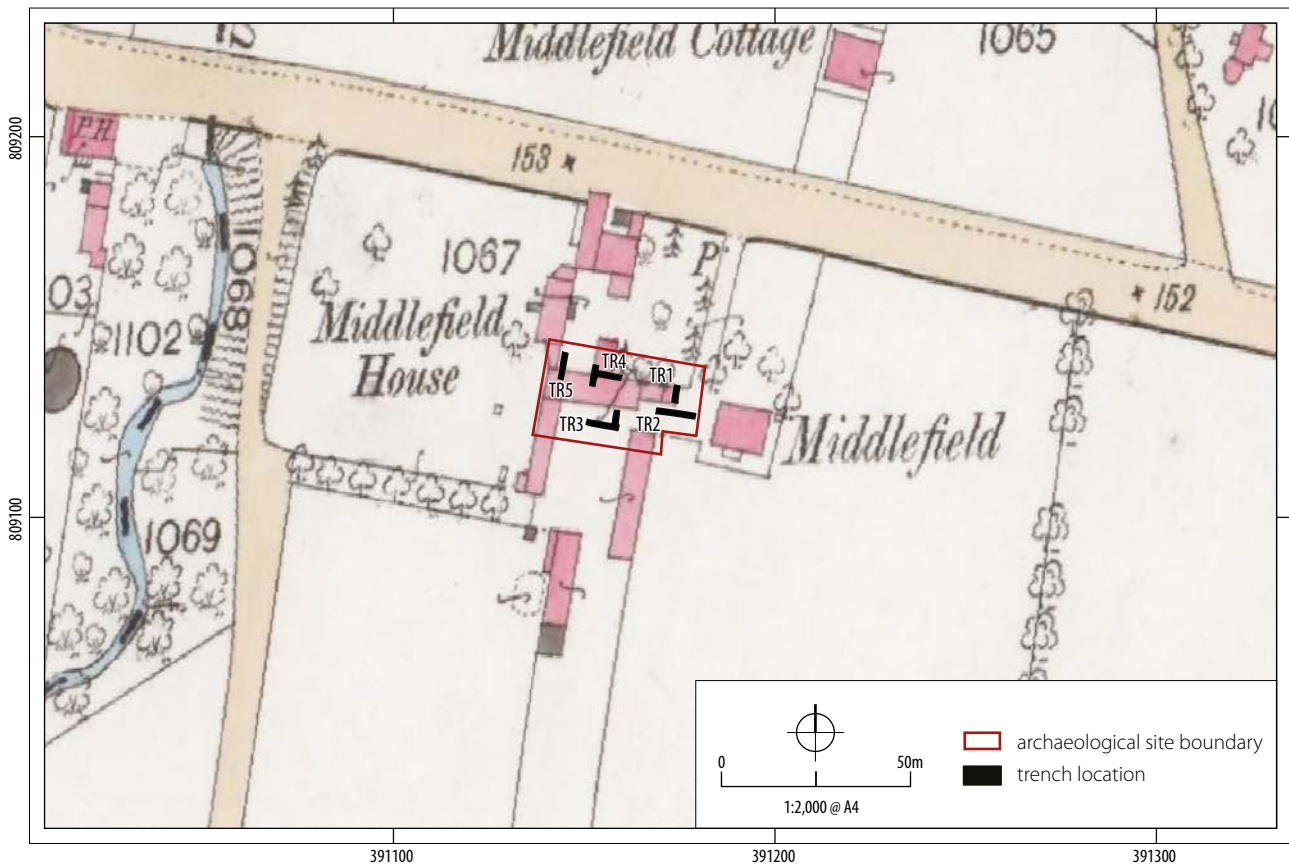 Middlefield Cottage
1065
P.H.
809200
153
1067
P
1068
03
1102
Middlefield
House
152
TR4
TR1
TR5
TR3
TR2
Middlefield
809100
1069
archaeological site boundary
0
50m
trench location
1:2,000 @ A4
391100
391200
391300